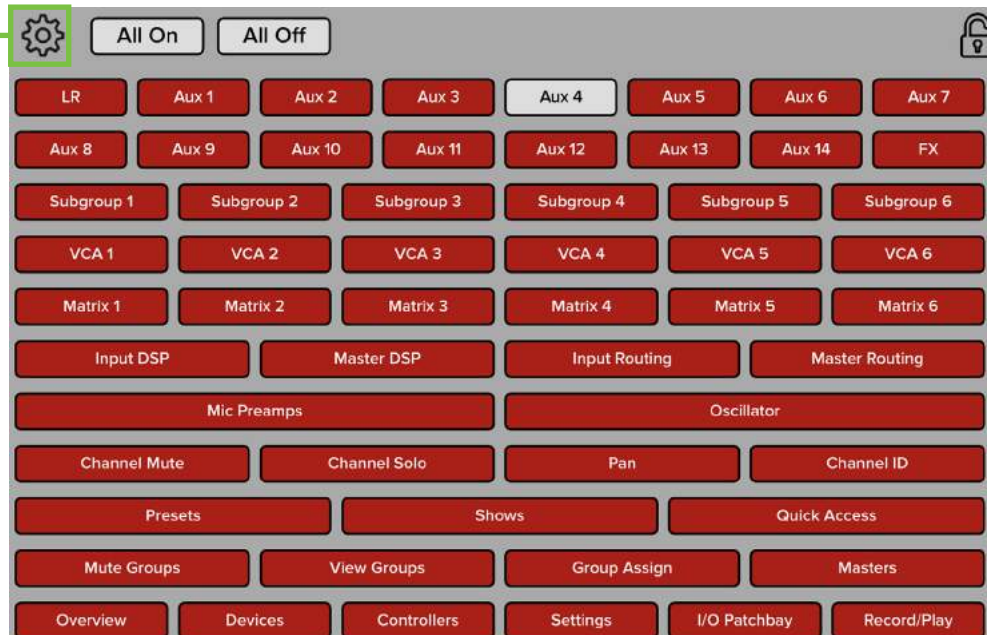 All On All Off
LR Aux 1 Aux 2 Aux 3 Aux 4 Aux 5 Aux 6 Aux 7
Aux 8 Aux 9 Aux 10 Aux 11 Aux 12 Aux 13 Aux 14 FX
Subgroup 1 Subgroup 2 Subgroup 3 Subgroup 4 Subgroup 5 Subgroup 6
VCA 1 VCA 2 VCA 3 VCA 4 VCA 5 VCA 6
Matrix 1 Matrix 2 Matrix 3 Matrix 4 Matrix 5 Matrix 6
Input DSP Master DSP Input Routing Master Routing
Mic Preamps Oscillator
Channel Mute Channel Solo Pan Channel ID
Presets Shows Quick Access
Mute Groups View Groups Group Assign Masters
Overview Devices Controllers Settings I/O Patchbay Record/Play